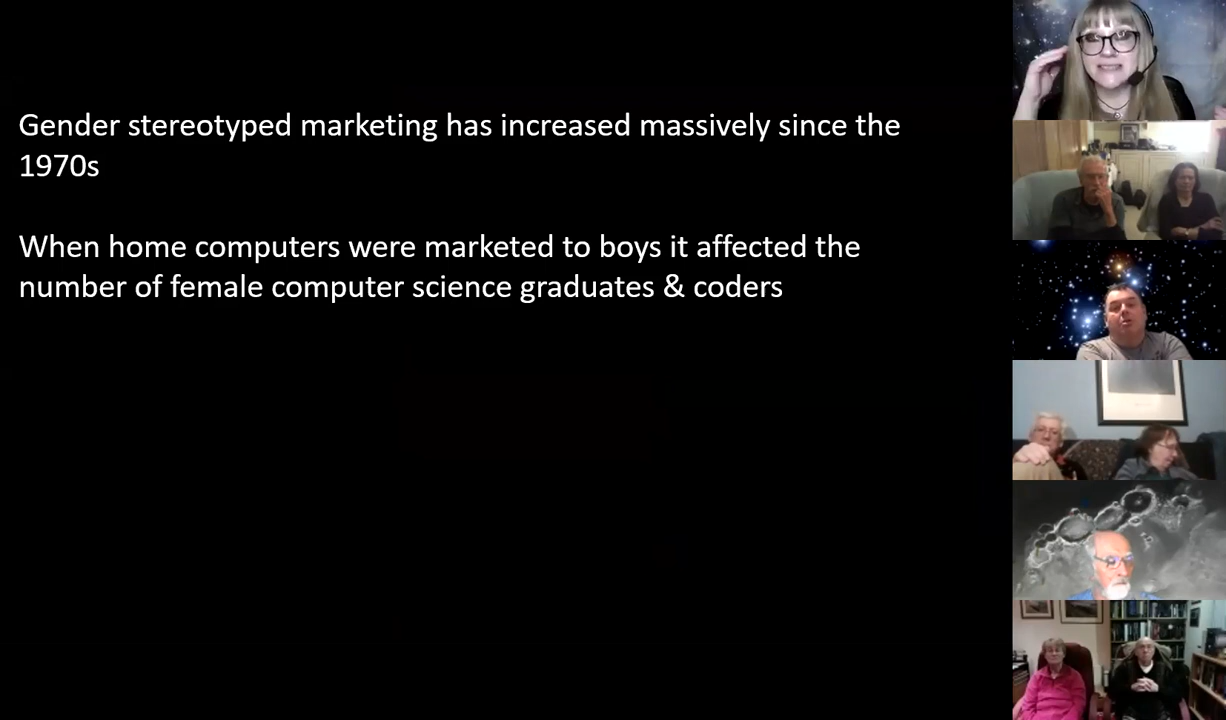 Gender stereotyped marketing has increased massively since the
1970s
When home computers were marketed to boys it affected the
number of female computer science graduates & coders